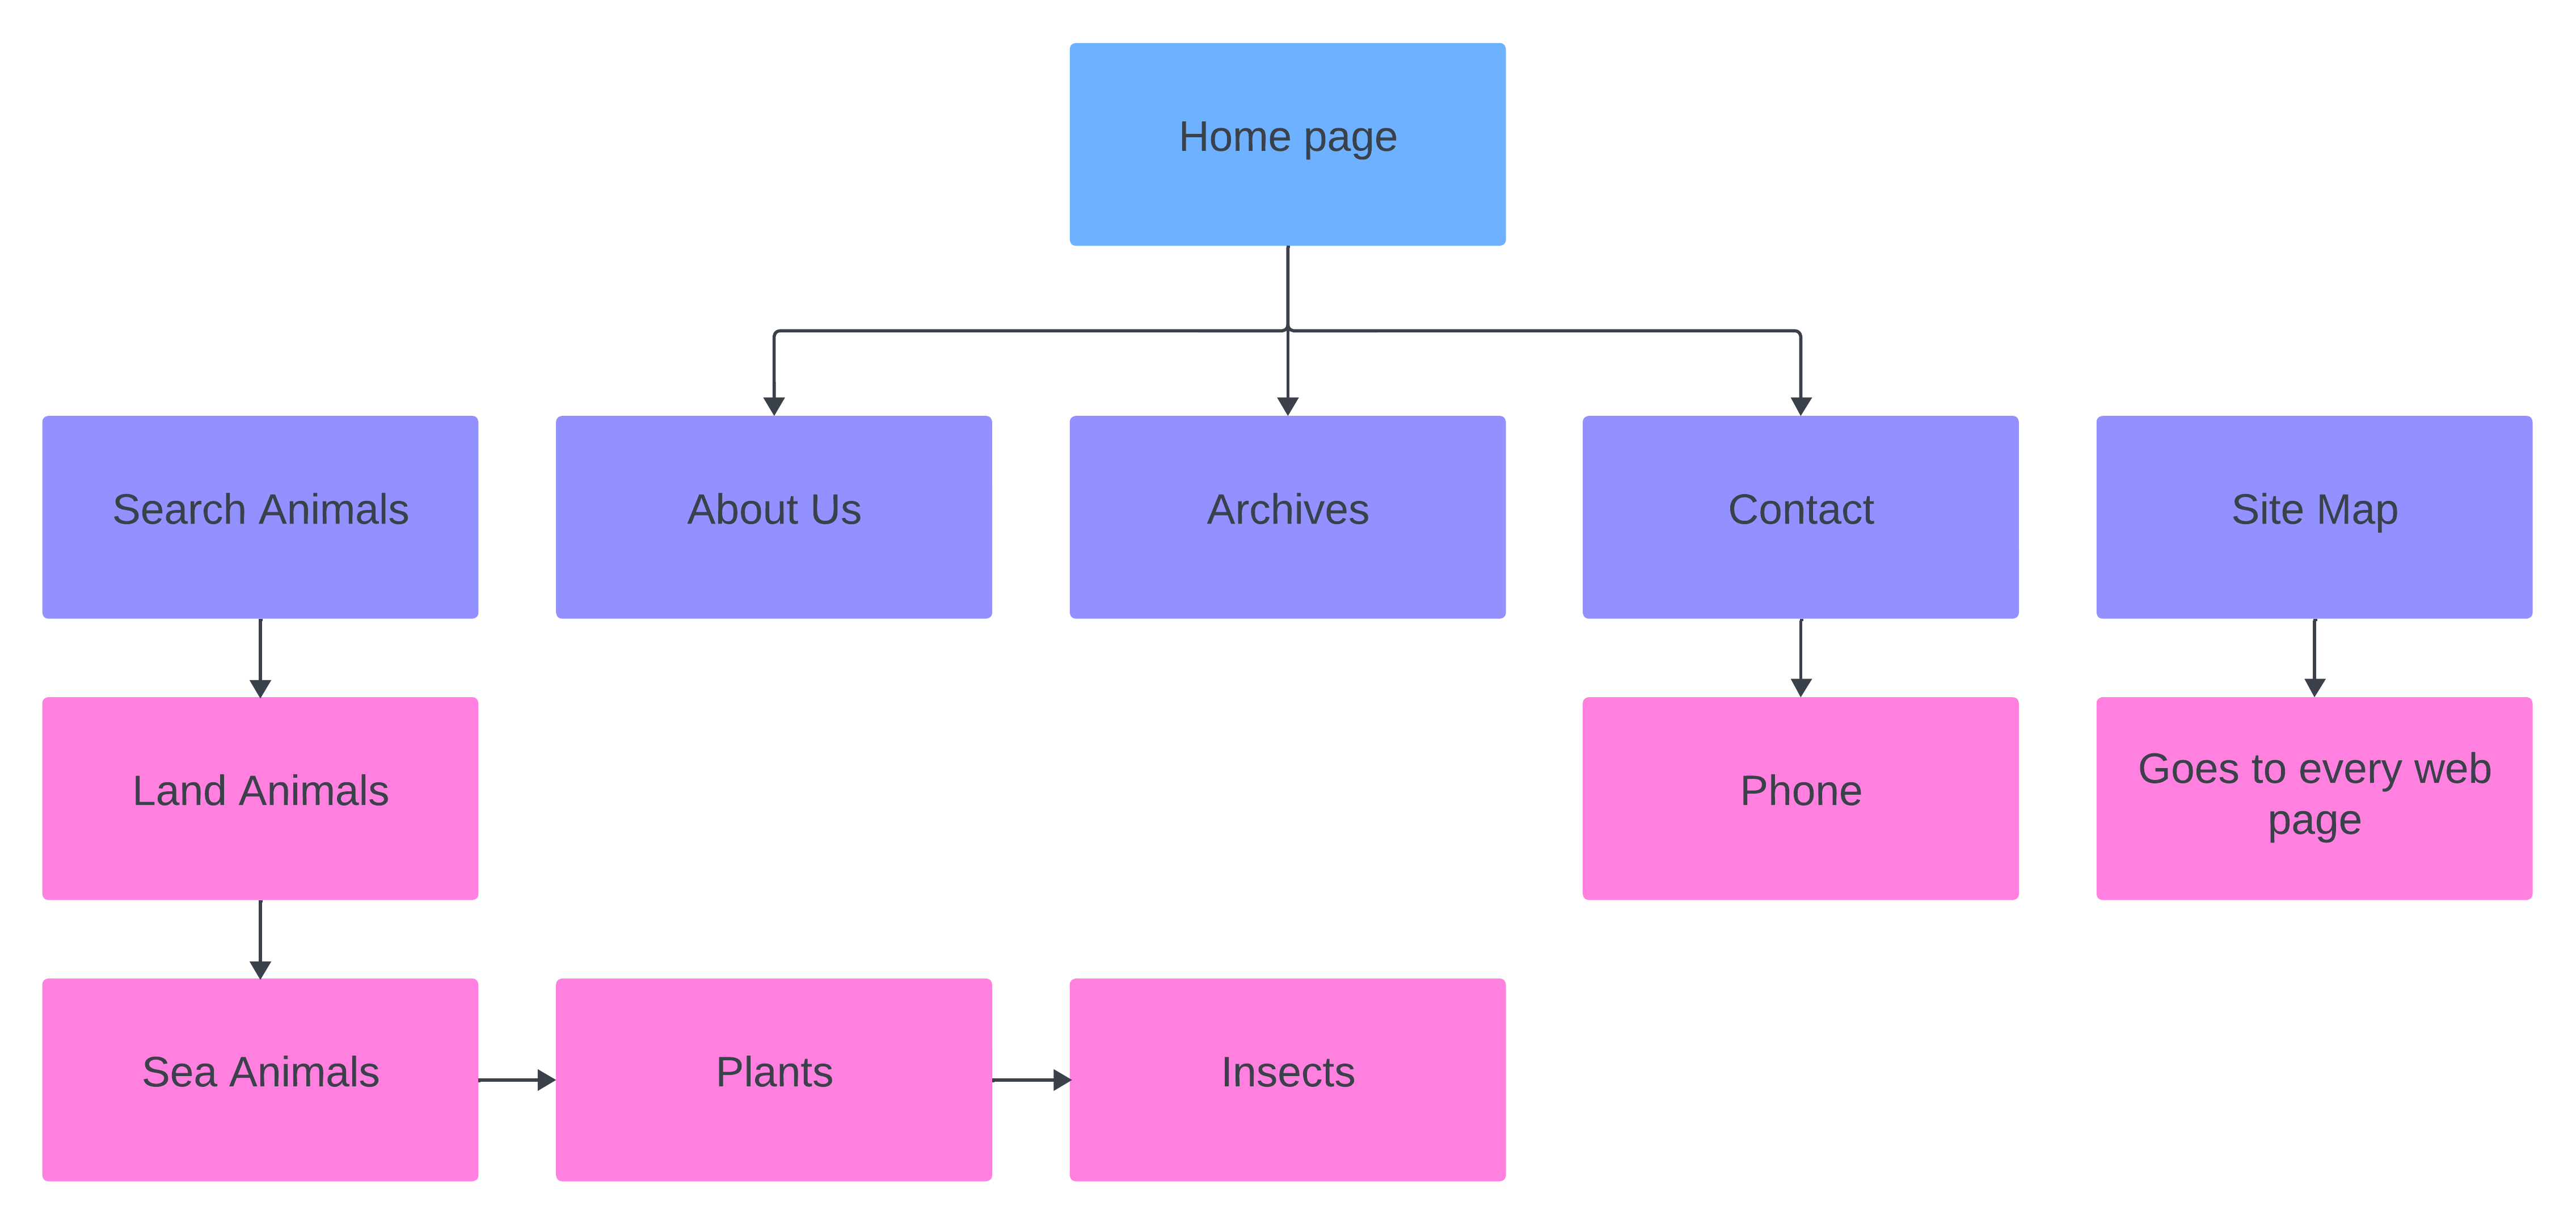 Home page
Search Animals
About Us
Archives
Contact
Site Map
Land Animals
Phone
Goes to every web
page
Sea Animals
Plants
Insects